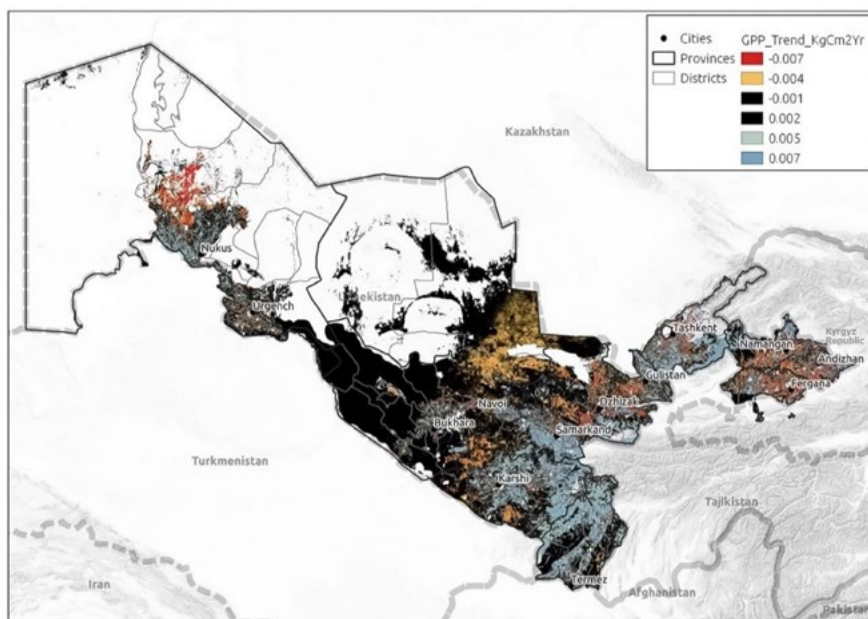 Cities GPP_Trend_KgCm2Yr
Provinces -0.007
Districts -0.004
-0.001
0.002
0.005
0.007
Kazakhstan
Nukus
Urgench
Uzbekistan
Tashkent
Kyrgyz
Republic
Namangan
Andizhan
Gulistan
Fergana
Dzhizak
Navoi
Bukhara
Samarkand
Turkmenistan
Karshi
Tajikistan
Termez
Iran
Afghanistan
Pakistan